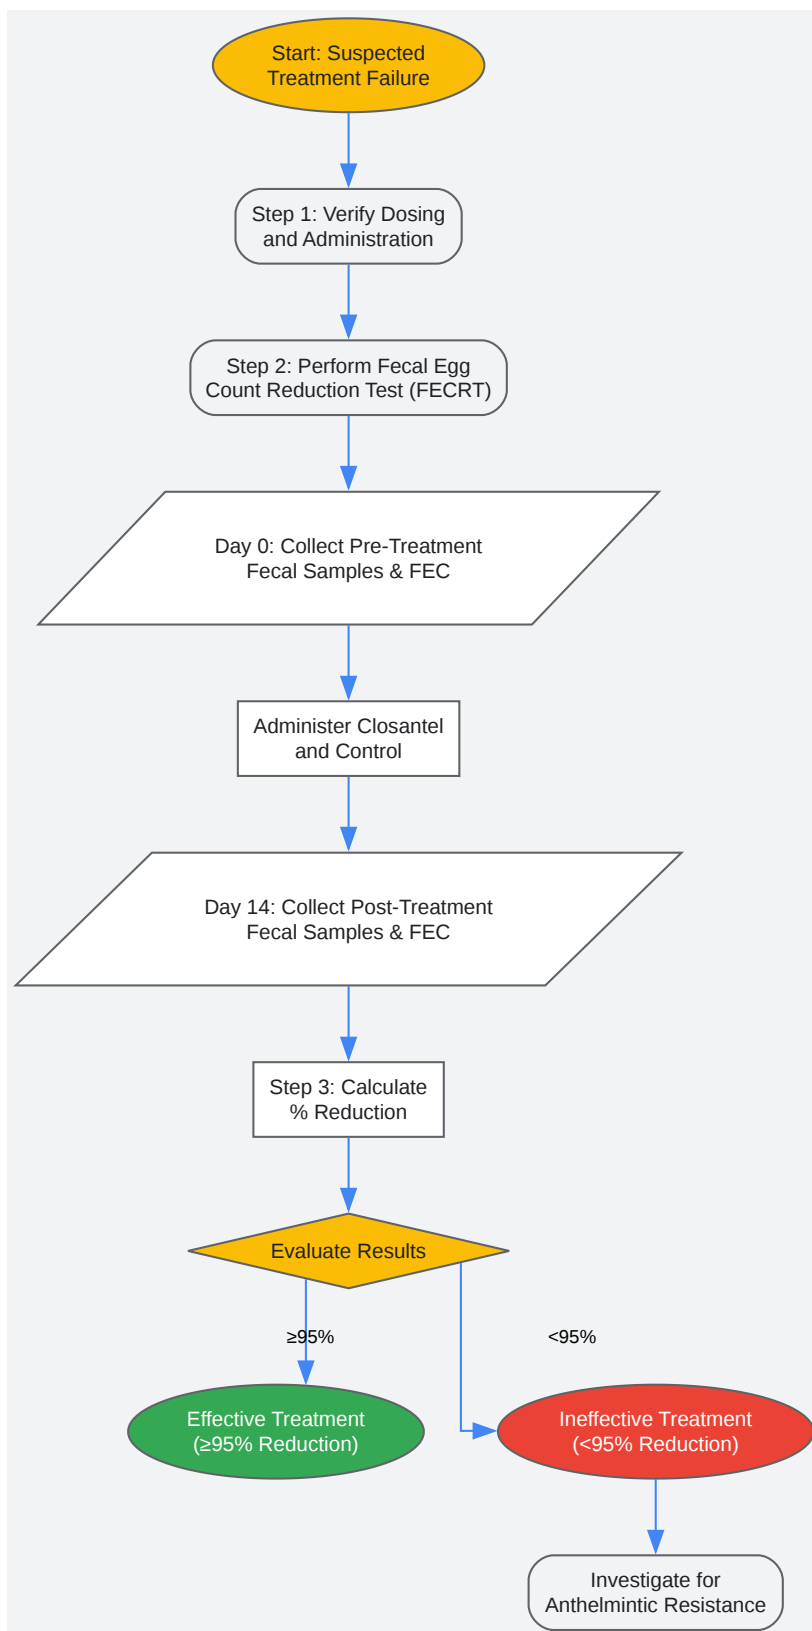 Start: Suspected
Treatment Failure
Step 1: Verify Dosing
and Administration
Step 2: Perform Fecal Egg
Count Reduction Test (FECRT)
Day 0: Collect Pre-Treatment
Fecal Samples & FEC
Administer Closantel
and Control
Day 14: Collect Post-Treatment
Fecal Samples & FEC
Step 3: Calculate
% Reduction
Evaluate Results
≥95%
<95%
Effective Treatment
(≥95% Reduction)
Ineffective Treatment
(<95% Reduction)
Investigate for
Anthelmintic Resistance